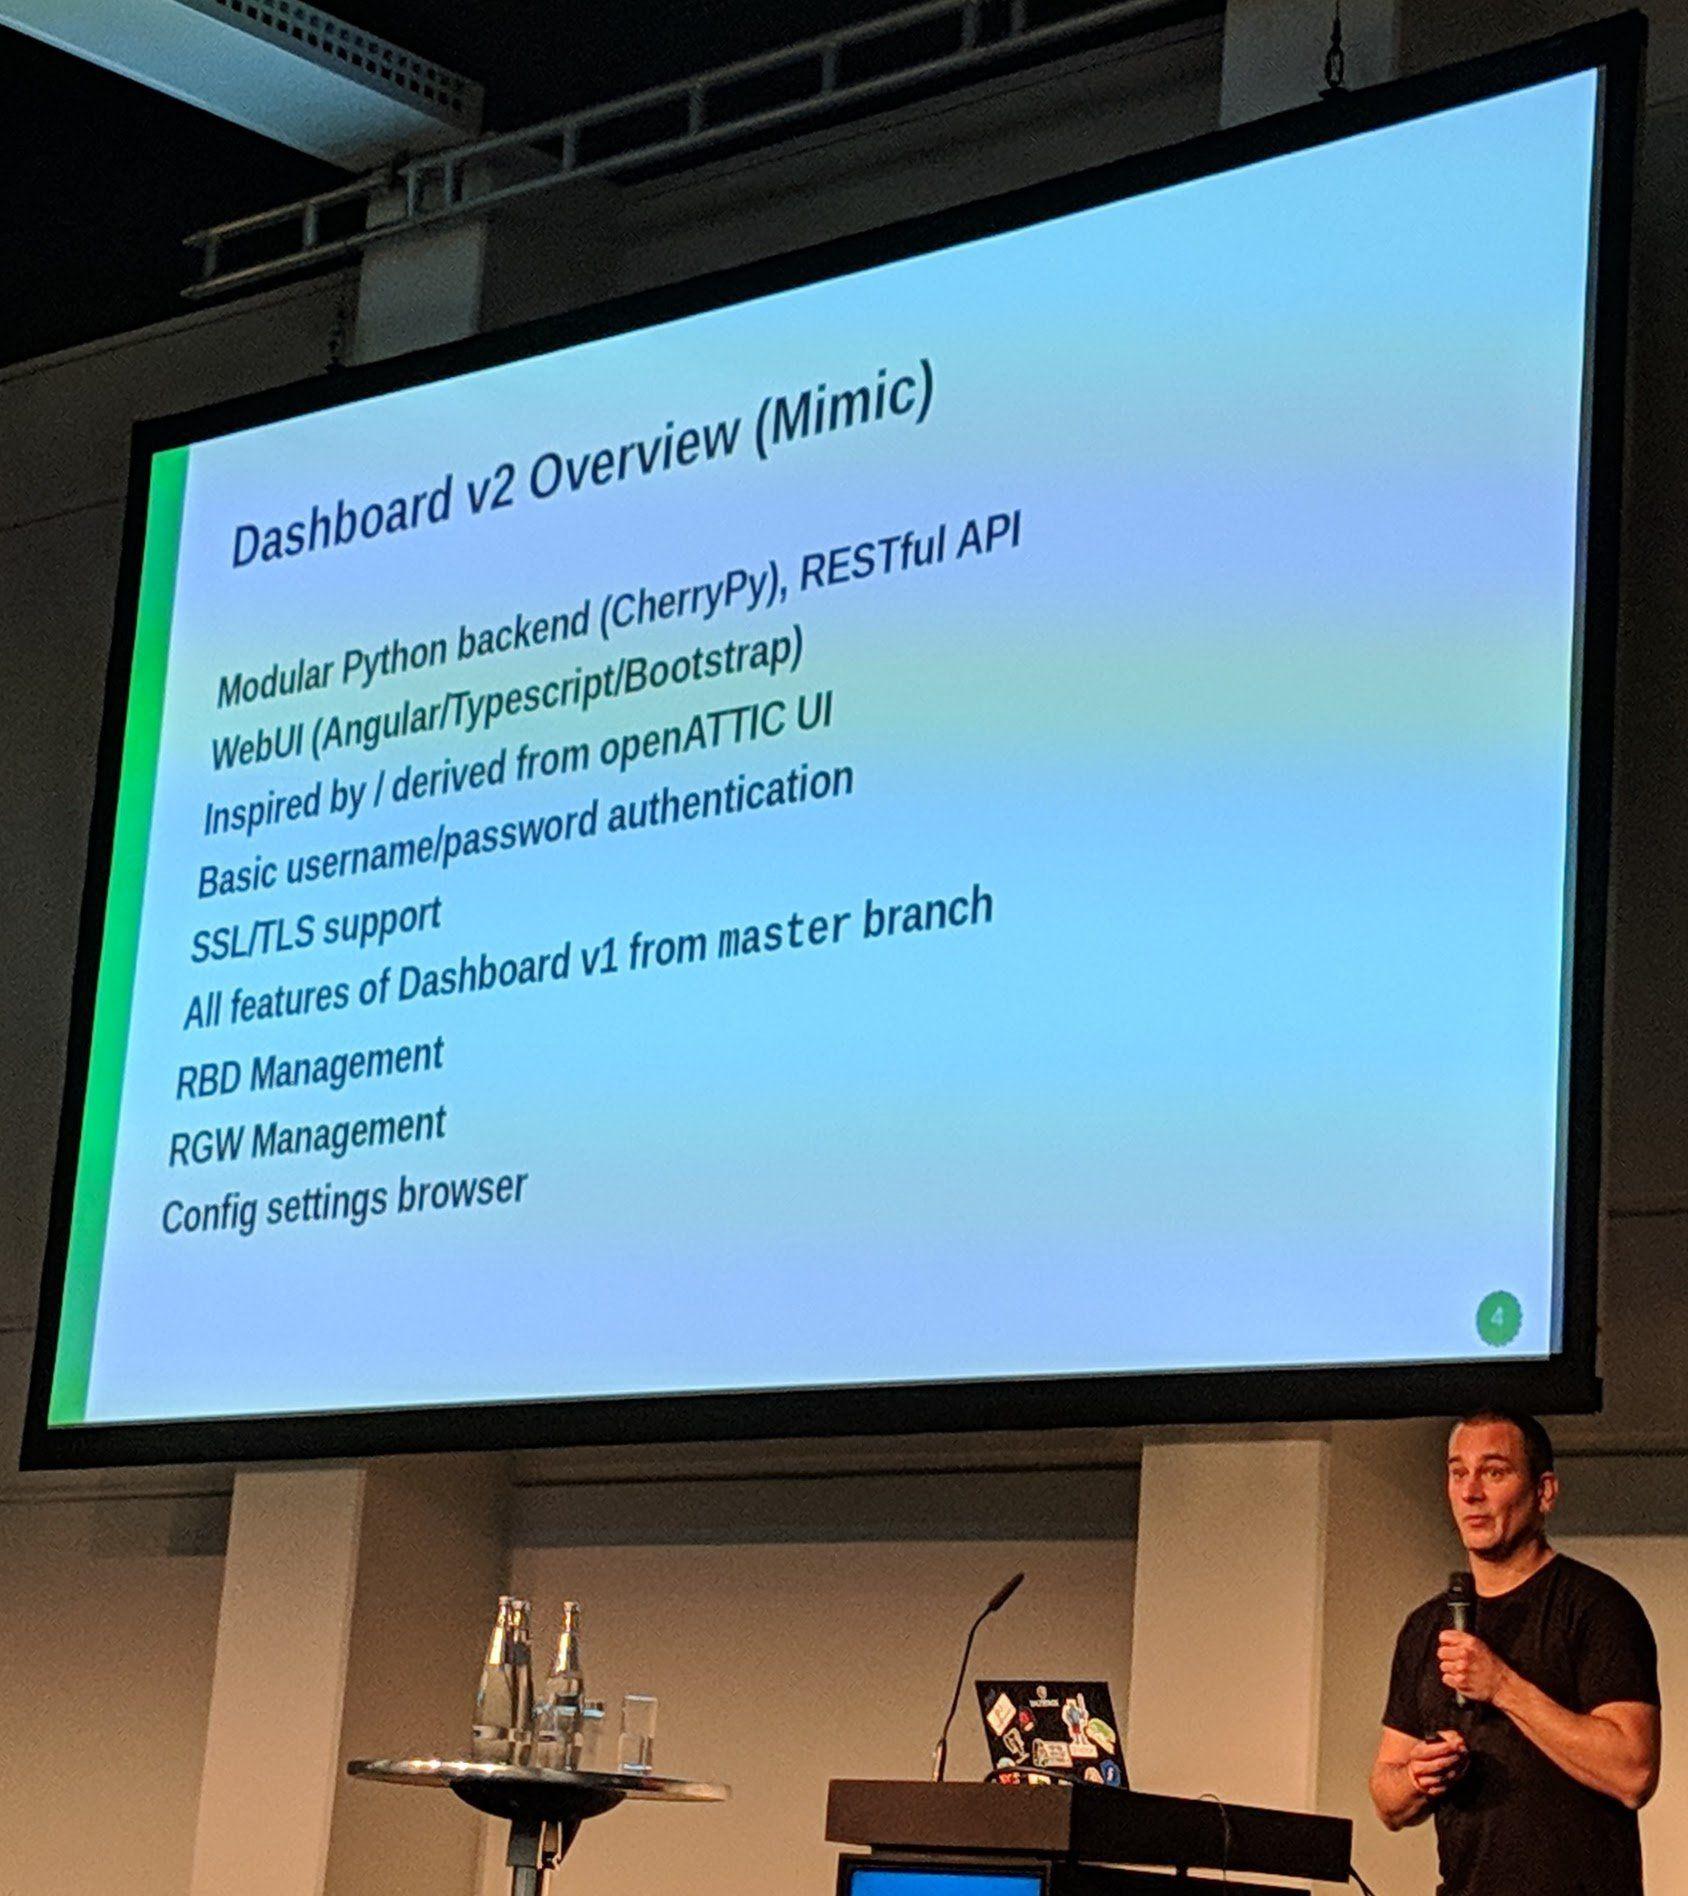 Dashboard v2 Overview (Mimic)
Modular Python backend (CherryPy), RESTful API
WebUI (Angular/Typescript/Bootstrap)
Inspired by / derived from openATTIC UI
Basic username/password authentication
SSL/TLS support
All features of Dashboard v1 from master branch
RBD Management
RGW Management
Config settings browser
4